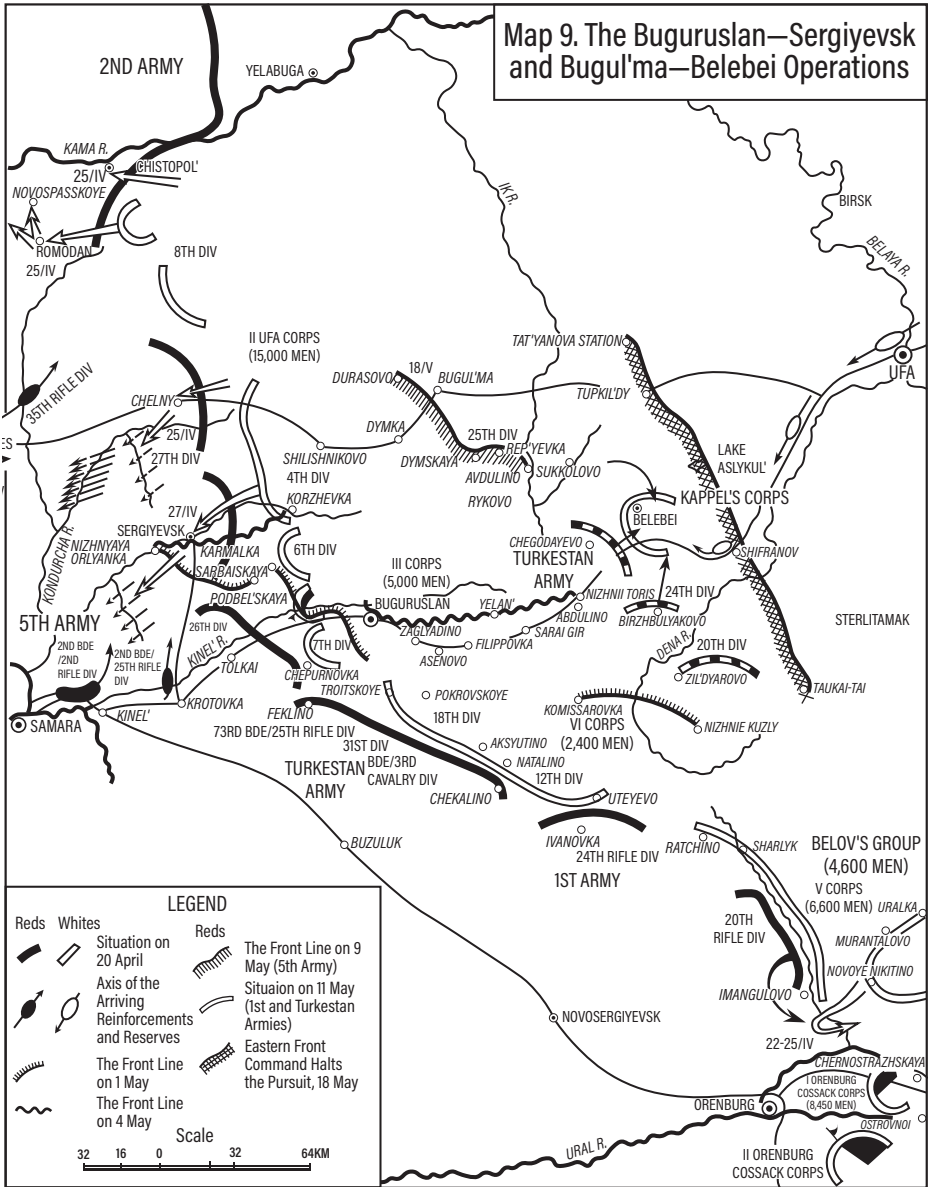 Map 9. The Buguruslan—Sergiyevsk
and Bugul'ma—Belebei Operations
2ND ARMY
YELABUGA
KAMA R.
CHISTOPOL'
25/IV
NOVOSPASSKOYE
ROMODAN
25/IV
8TH DIV
IK R.
BIRSK
BELAYA R.
UFA
II UFA CORPS
(15,000 MEN)
TAT'YANOVA STATION
DURASOVO
18/V
BUGUL'MA
TUPKIL'DY
35TH RIFLE DIV
CHELNY
25/IV
27TH DIV
ES
DYMKA
25TH DIV
REP'YEVKA
DYMSKAYA
AVDULINO
SUKKOLOVO
RYKOVO
SHILISHNIKOVO
4TH DIV
KORZHEVKA
LAKE
ASLYKUL'
KAPPEL'S CORPS
BELEBEI
27/IV
SERGIYEVSK
NIZHNYAYA
ORLYANKA
KARMALKA
SARBAISKAYA
6TH DIV
KONDURCHA R.
CHEGODAYEVO
TURKESTAN
ARMY
SHIFRANOV
III CORPS
(5,000 MEN)
PODBEL'SKAYA
BUGURUSLAN
YELAN'
NIZHNII TORIS
24TH DIV
ABDULINO
BIRZHBULYAKOVO
STERLITAMAK
5TH ARMY
26TH DIV
2ND BDE
/2ND
RIFLE DIV
2ND BDE/
25TH RIFLE
DIV
KINEL' R.
TOLKAI
7TH DIV
ZAGLYADINO
ASENOVO
FILIPPOVKA
SARAI GIR
DENA R.
20TH DIV
ZIL'DYAROVO
TAUKAI-TAI
CHEPURNOVKA
TROITSKOYE
POKROVSKOYE
KOMISSAROVKA
SAMARA
KINEL'
KROTOVKA
FEKLINO
73RD BDE/25TH RIFLE DIV
18TH DIV
VI CORPS
(2,400 MEN)
NIZHNIE KUZLY
31ST DIV
BDE/3RD
CAVALRY DIV
TURKESTAN
ARMY
AKSYUTINO
NATALINO
12TH DIV
CHEKALINO
UTEYEVO
BUZULUK
IVANOVKA
24TH RIFLE DIV
1ST ARMY
RATCHINO
SHARLYK
BELOV'S GROUP
(4,600 MEN)
V CORPS
(6,600 MEN)
URALKA
20TH
RIFLE DIV
MURANTALOVO
NOVOYE NIKITINO
IMANGULOVO
22-25/IV
NOVOSERGIYEVSK
CHERNOSTRAZHSKAYA
I ORENBURG
COSSACK CORPS
(8,450 MEN)
ORENBURG
OSTROVNOI
URAL R.
II ORENBURG
COSSACK CORPS
LEGEND
Reds Whites
Situation on
20 April
Axis of the
Arriving
Reinforcements
and Reserves
The Front Line
on 1 May
The Front Line
on 4 May
Reds
The Front Line on 9
May (5th Army)
Situaion on 11 May
(1st and Turkestan
Armies)
Eastern Front
Command Halts
the Pursuit, 18 May
Scale
32 16 0 32 64KM